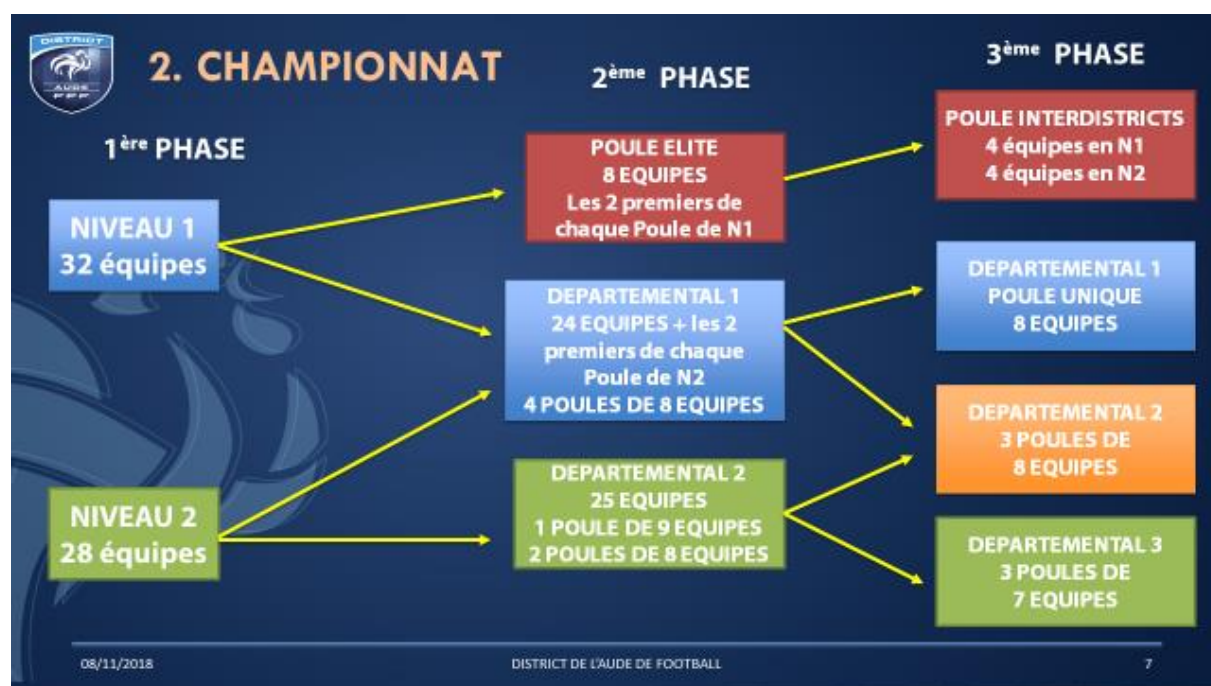 DISTRICT
AUDE
FFF
2. CHAMPIONNAT
1ère PHASE
NIVEAU 1
32 équipes
NIVEAU 2
28 équipes
2ème PHASE
POULE ELITE
8 EQUIPES
Les 2 premiers de
chaque Poule de N1
DEPARTEMENTAL 1
24 EQUIPES + les 2
premiers de chaque
Poule de N2
4 POULES DE 8 EQUIPES
DEPARTEMENTAL 2
25 EQUIPES
1 POULE DE 9 EQUIPES
2 POULES DE 8 EQUIPES
3ème PHASE
POULE INTERDISTRICTS
4 équipes en N1
4 équipes en N2
DEPARTEMENTAL 1
POULE UNIQUE
8 EQUIPES
DEPARTEMENTAL 2
3 POULES DE
8 EQUIPES
DEPARTEMENTAL 3
3 POULES DE
7 EQUIPES
08/11/2018
DISTRICT DE L'AUDE DE FOOTBALL
7